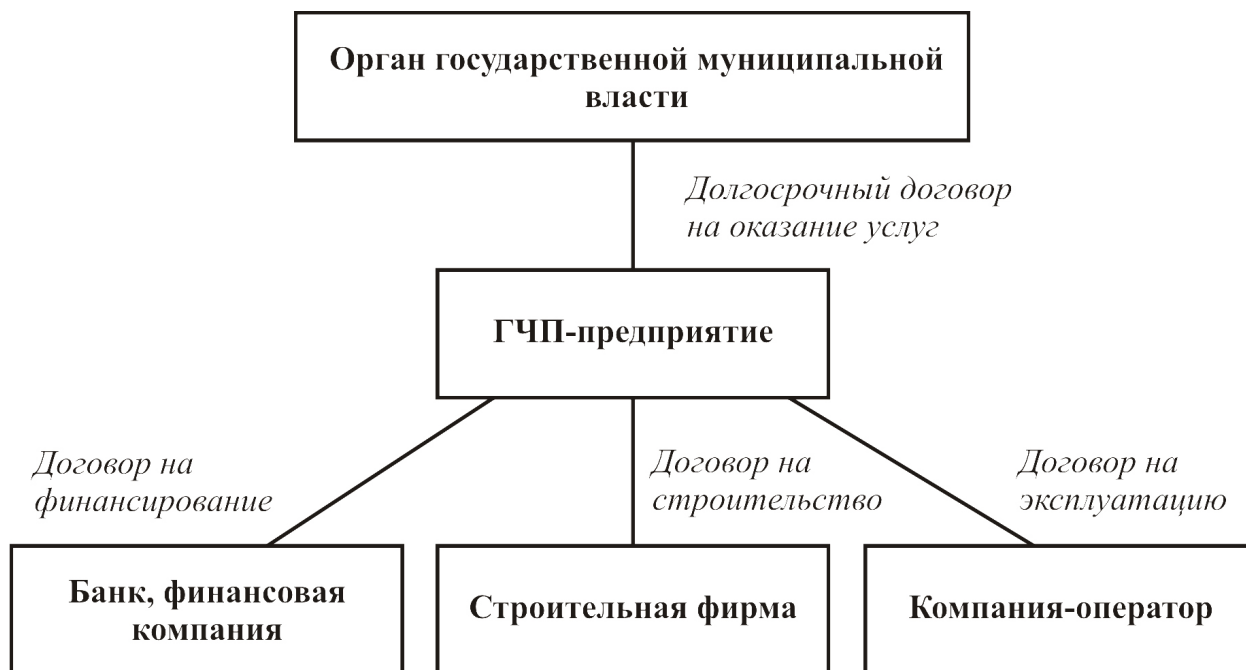 Орган государственной муниципальной
власти
Долгосрочный договор
на оказание услуг
ГЧП-предприятие
Договор на
финансирование
Договор на
строительство
Договор на
эксплуатацию
Банк, финансовая
компания
Строительная фирма
Компания-оператор